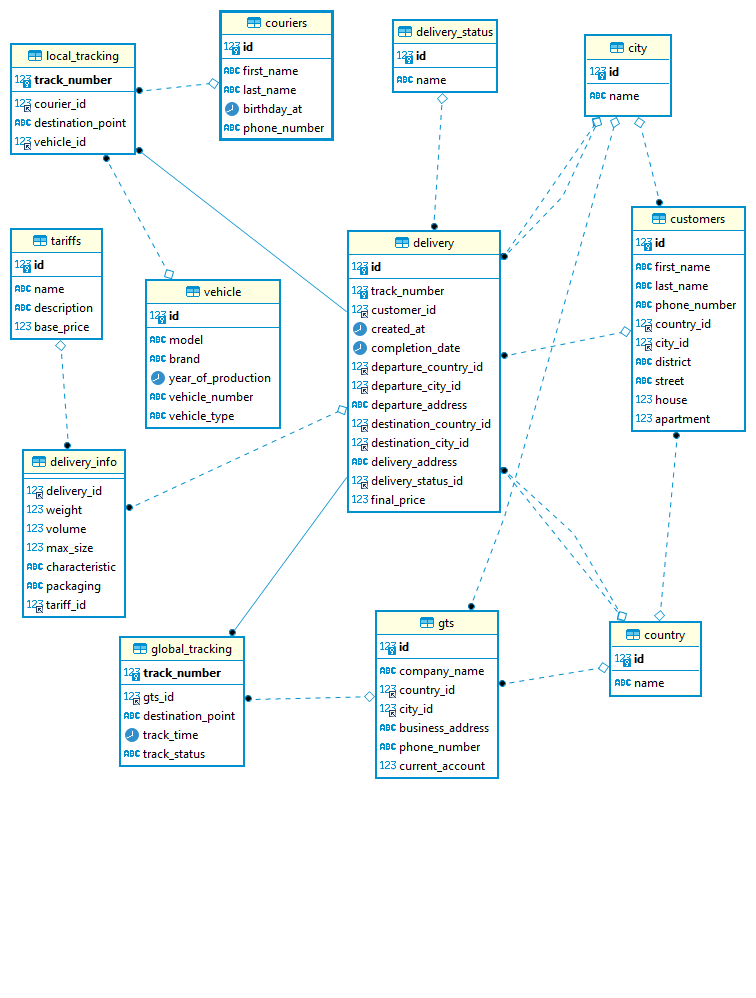 couriers
123 id
ABC first_name
ABC last_name
birthday_at
ABC phone_number
delivery_status
123 id
ABC name
city
123 id
ABC name
local_tracking
123 track_number
123 courier_id
ABC destination_point
123 vehicle_id
customers
123 id
ABC first_name
ABC last_name
ABC phone_number
123 country_id
123 city_id
ABC district
ABC street
123 house
123 apartment
tariffs
123 id
ABC name
ABC description
123 base_price
delivery
123 id
123 track_number
123 customer_id
created_at
completion_date
123 departure_country_id
123 departure_city_id
ABC departure_address
123 destination_country_id
123 destination_city_id
ABC delivery_address
123 delivery_status_id
123 final_price
vehicle
123 id
ABC model
ABC brand
year_of_production
ABC vehicle_number
ABC vehicle_type
delivery_info
123 delivery_id
123 weight
123 volume
123 max_size
ABC characteristic
ABC packaging
123 tariff_id
gts
123 id
ABC company_name
123 country_id
123 city_id
ABC business_address
ABC phone_number
123 current_account
country
123 id
ABC name
global_tracking
123 track_number
123 gts_id
ABC destination_point
track_time
ABC track_status